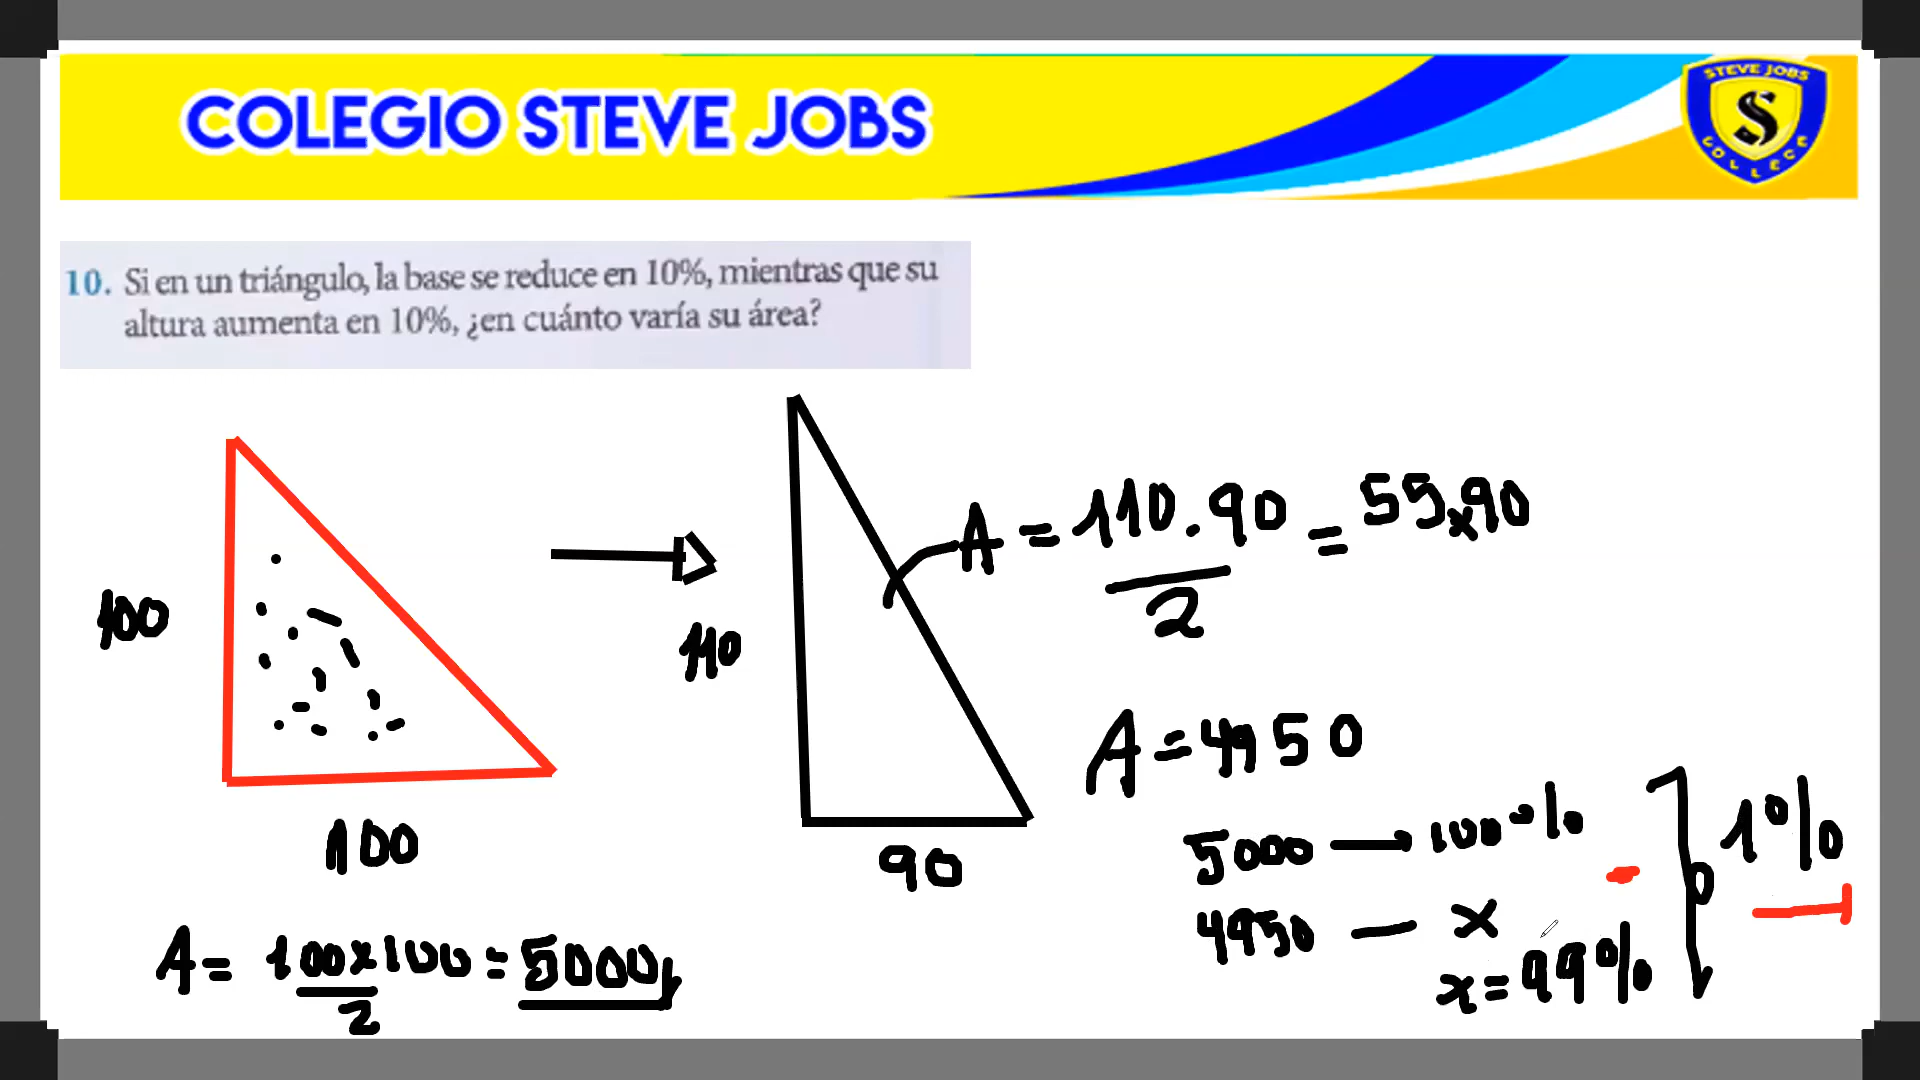 COLEGIO STEVE JOBS
STEVE JOBS
S
COLLEGE
10. Si en un triángulo, la base se reduce en 10%, mientras que su
altura aumenta en 10%, ¿en cuánto varía su área?
100
100
A = 100x100 = 5000
2
110
90
A = 110.90 = 55x90
2
A = 4950
5000 — 100%
4950 — x
x = 99%
1%